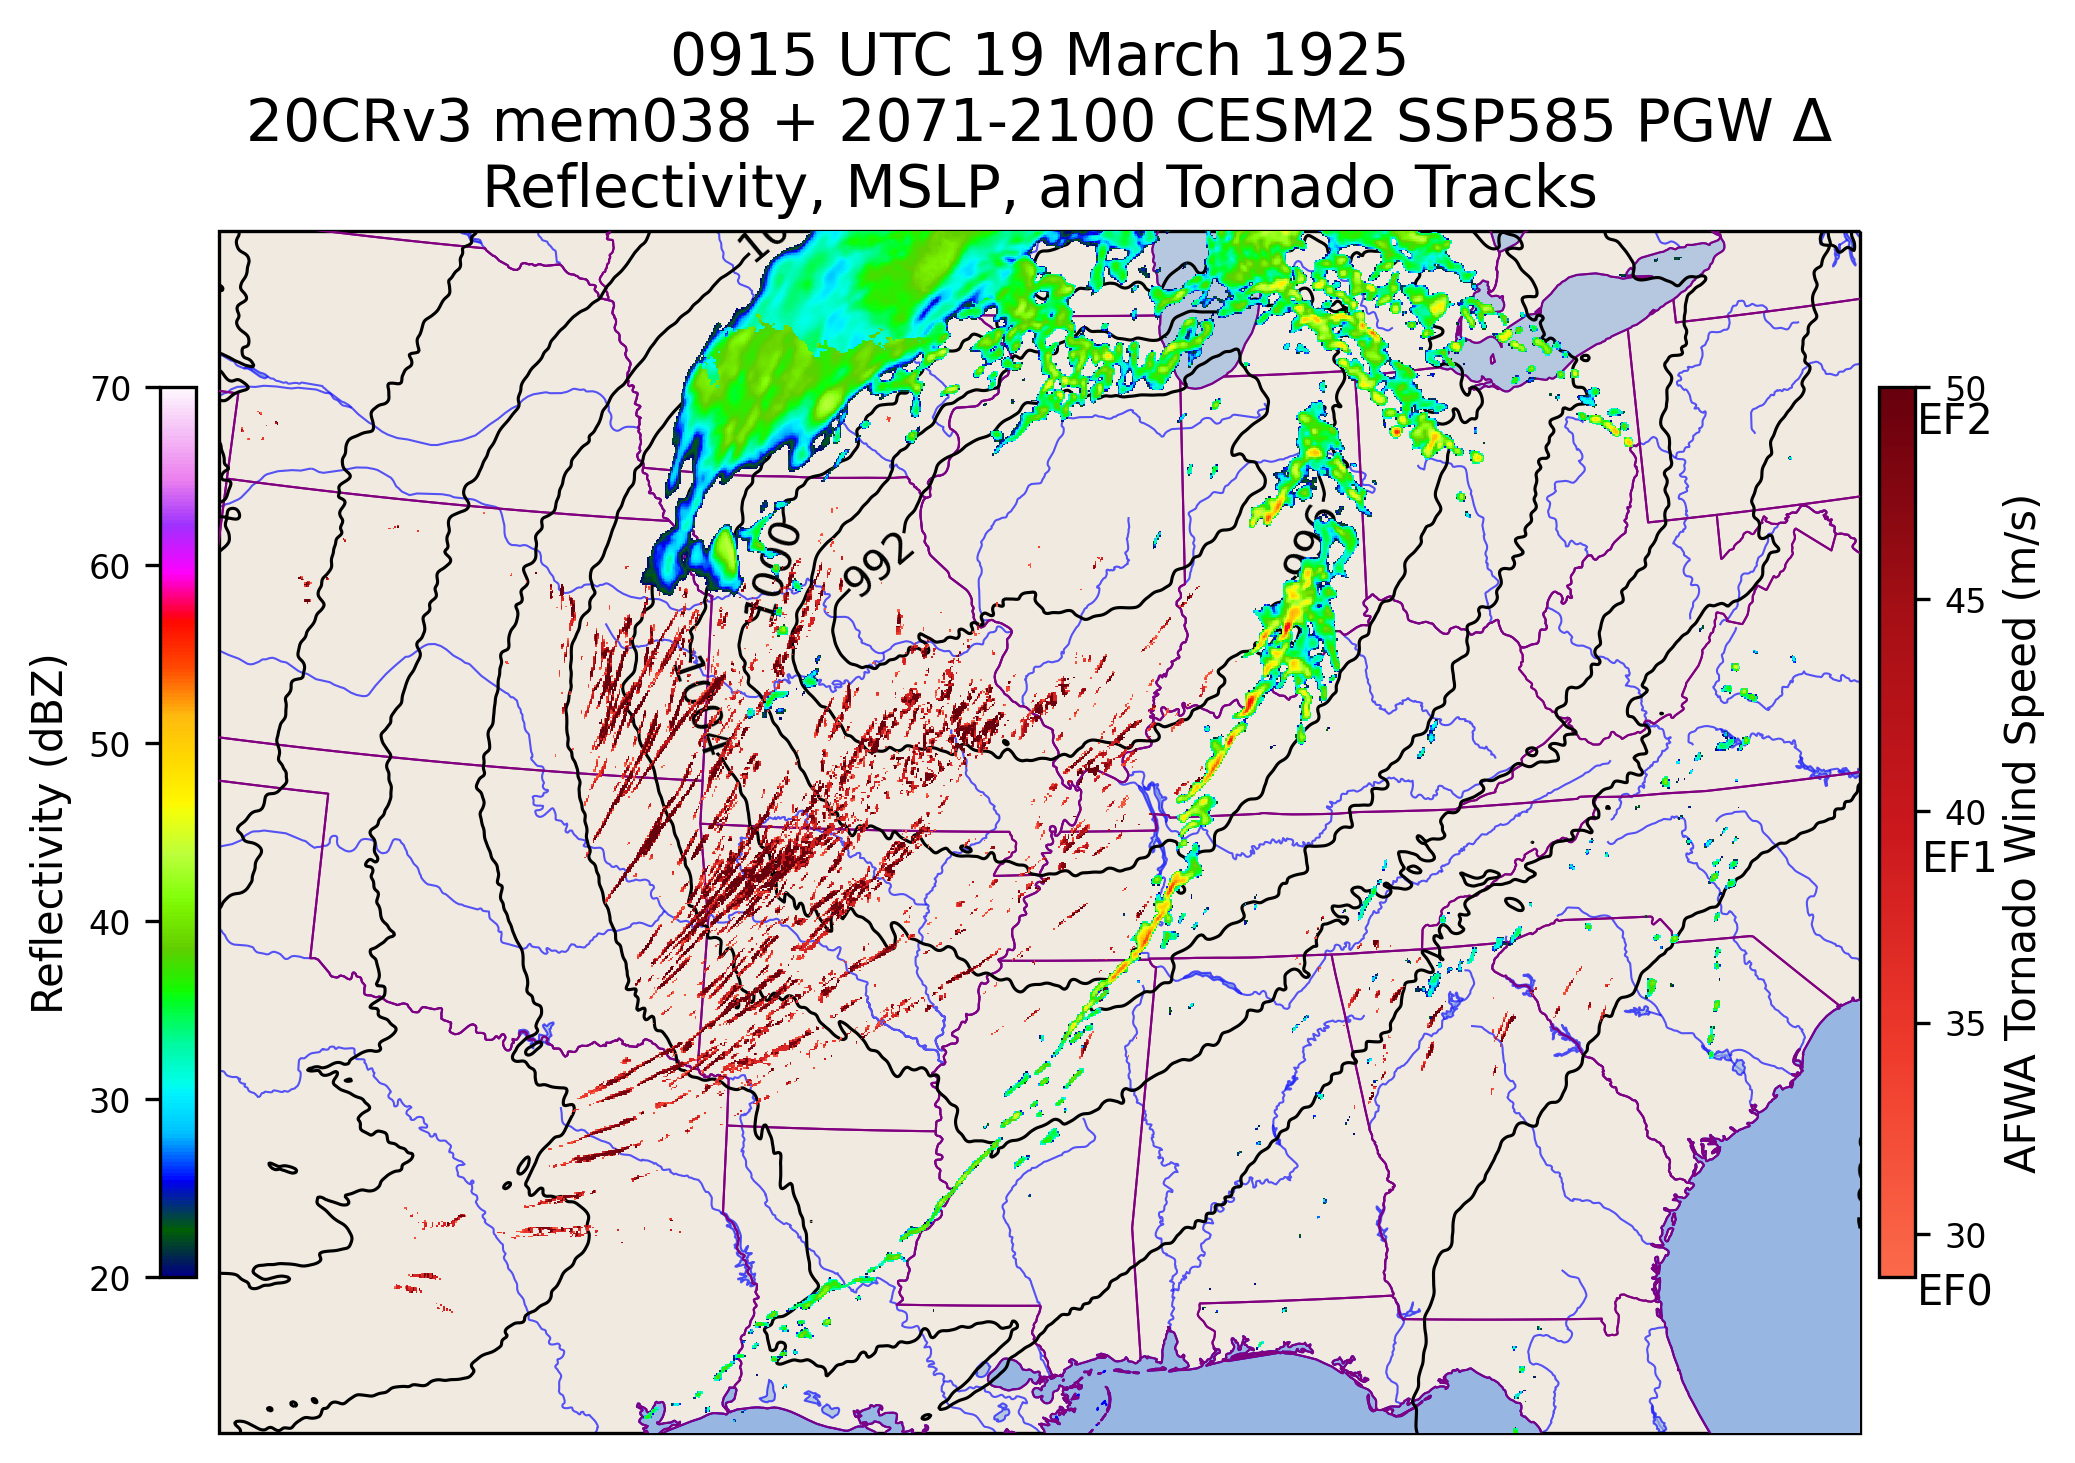 0915 UTC 19 March 1925
20CRv3 mem038 + 2071-2100 CESM2 SSP585 PGW Δ
Reflectivity, MSLP, and Tornado Tracks
70
60
50
40
30
20
Reflectivity (dBZ)
1000
992
996
1004
50
EF2
45
40
EF1
35
30
EF0
AFWA Tornado Wind Speed (m/s)